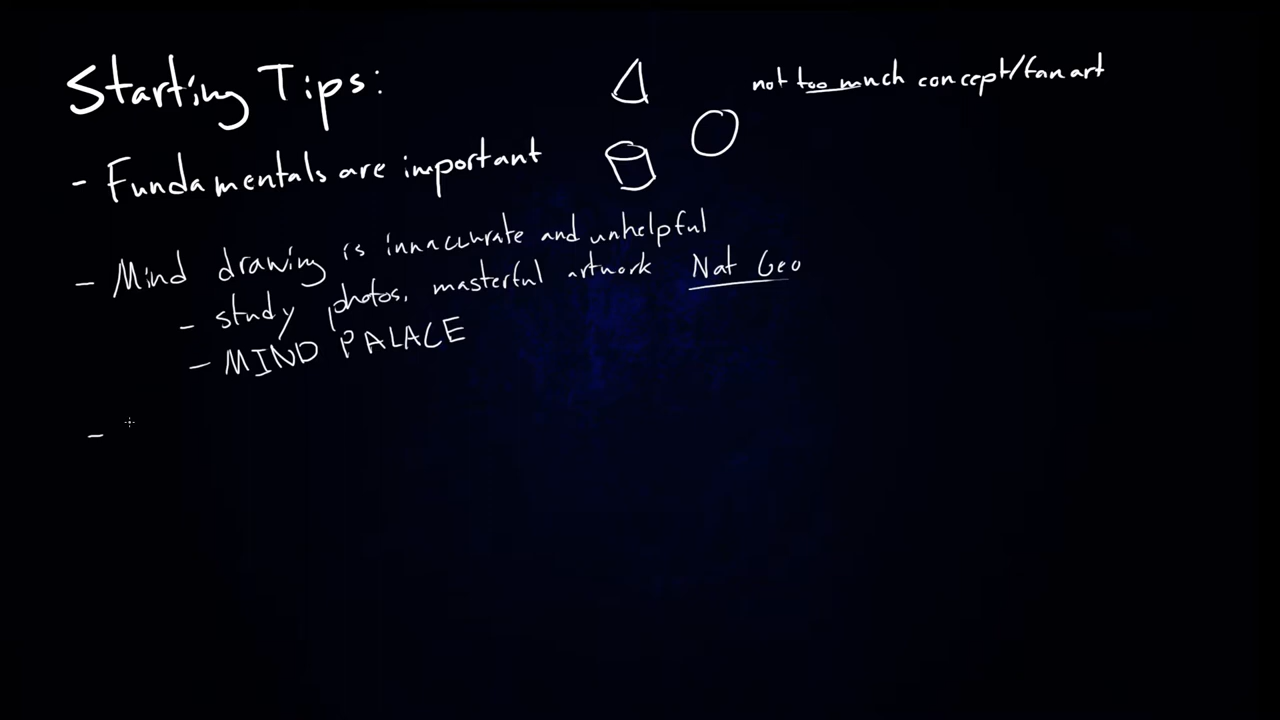 Starting Tips:
not too much concept/fan art
- Fundamentals are important
- Mind drawing is innaccurate and unhelpful
- study photos, masterful artwork Nat Geo
- MIND PALACE
-